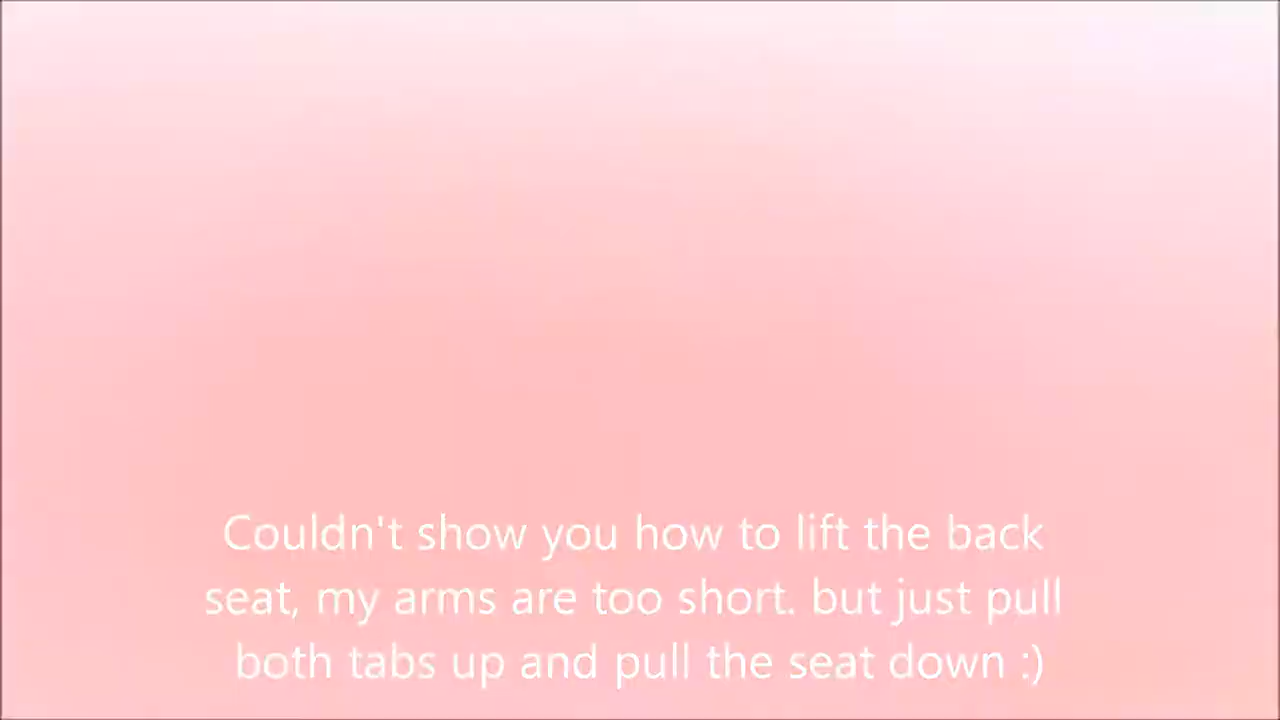 Couldn't show you how to lift the back
seat, my arms are too short. but just pull
both tabs up and pull the seat down :)